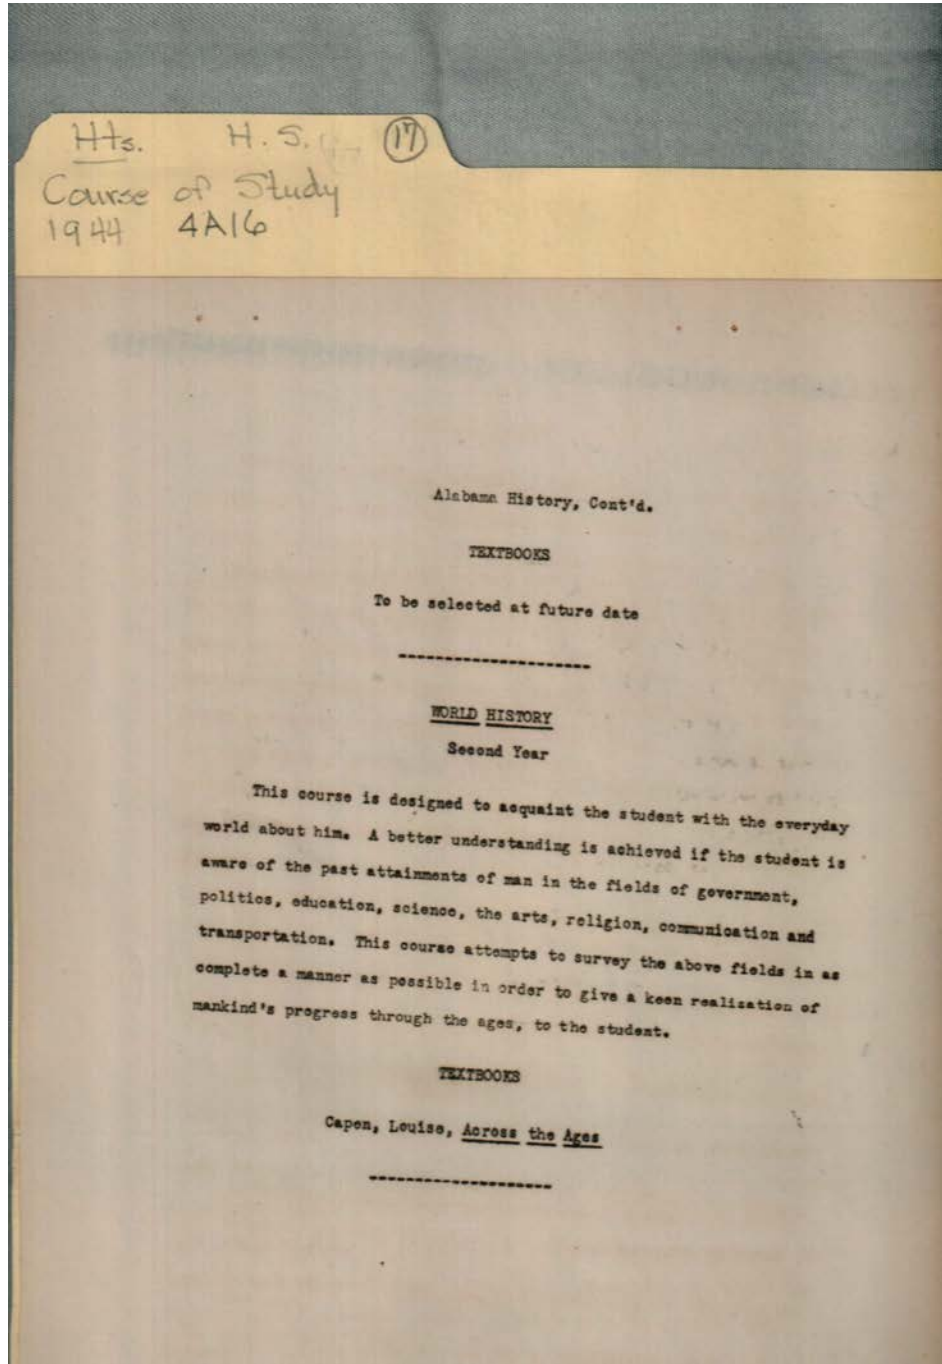 Hts. H.S. 17
Course of Study
1944 4A16
Alabama History, Cont'd.
TEXTBOOKS
To be selected at future date
---------------------
WORLD HISTORY
Second Year
This course is designed to acquaint the student with the everyday
world about him. A better understanding is achieved if the student is
aware of the past attainments of man in the fields of government,
politics, education, science, the arts, religion, communication and
transportation. This course attempts to survey the above fields in as
complete a manner as possible in order to give a keen realization of
mankind's progress through the ages, to the student.
TEXTBOOKS
Capen, Louise, Across the Ages
--------------------